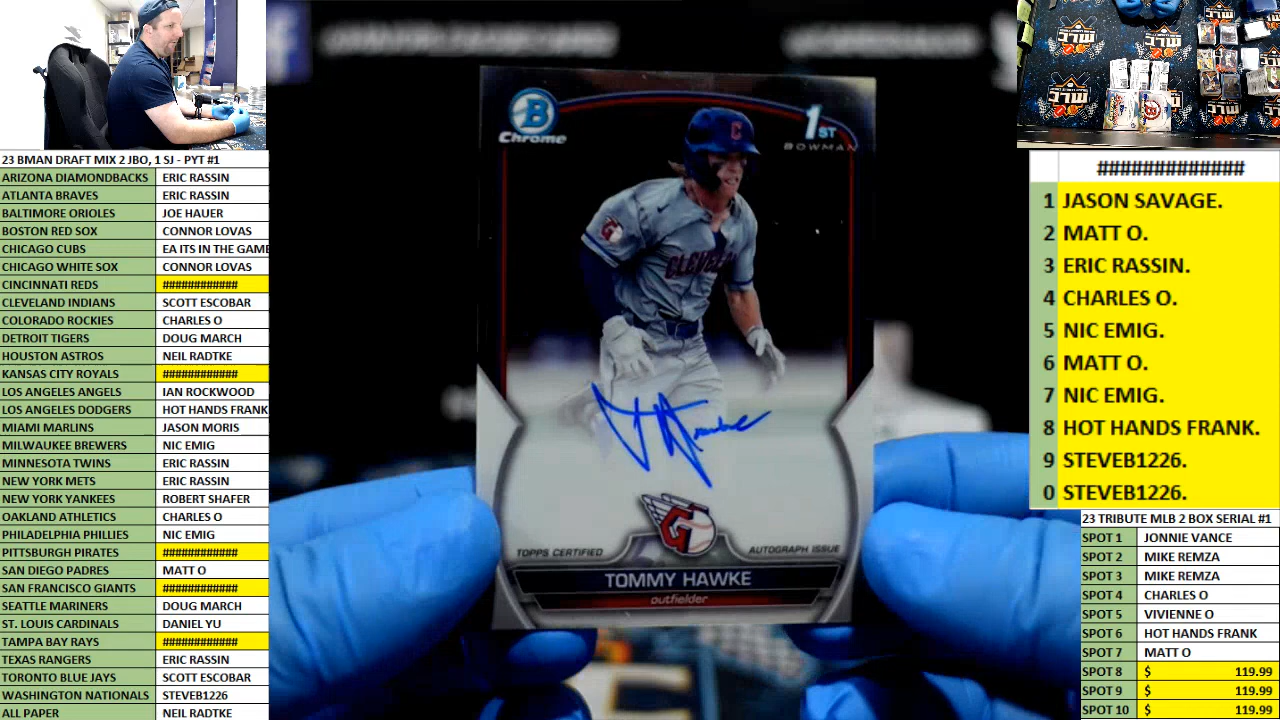 23 BMAN DRAFT MIX 2 JBO, 1 SJ - PYT #1
ARIZONA DIAMONDBACKS ERIC RASSIN
ATLANTA BRAVES ERIC RASSIN
BALTIMORE ORIOLES JOE HAUER
BOSTON RED SOX CONNOR LOVAS
CHICAGO CUBS EA ITS IN THE GAME
CHICAGO WHITE SOX CONNOR LOVAS
CINCINNATI REDS ############
CLEVELAND INDIANS SCOTT ESCOBAR
COLORADO ROCKIES CHARLES O
DETROIT TIGERS DOUG MARCH
HOUSTON ASTROS NEIL RADTKE
KANSAS CITY ROYALS ############
LOS ANGELES ANGELS IAN ROCKWOOD
LOS ANGELES DODGERS HOT HANDS FRANK
MIAMI MARLINS JASON MORIS
MILWAUKEE BREWERS NIC EMIG
MINNESOTA TWINS ERIC RASSIN
NEW YORK METS ERIC RASSIN
NEW YORK YANKEES ROBERT SHAFER
OAKLAND ATHLETICS CHARLES O
PHILADELPHIA PHILLIES NIC EMIG
PITTSBURGH PIRATES ############
SAN DIEGO PADRES MATT O
SAN FRANCISCO GIANTS ############
SEATTLE MARINERS DOUG MARCH
ST. LOUIS CARDINALS DANIEL YU
TAMPA BAY RAYS ############
TEXAS RANGERS ERIC RASSIN
TORONTO BLUE JAYS SCOTT ESCOBAR
WASHINGTON NATIONALS STEVEB1226
ALL PAPER NEIL RADTKE
B
Chrome
1ST
BOWMAN
C
CLEVELAN
TOPPS CERTIFIED
AUTOGRAPH ISSUE
TOMMY HAWKE
outfielder
#############
1 JASON SAVAGE.
2 MATT O.
3 ERIC RASSIN.
4 CHARLES O.
5 NIC EMIG.
6 MATT O.
7 NIC EMIG.
8 HOT HANDS FRANK.
9 STEVEB1226.
0 STEVEB1226.
23 TRIBUTE MLB 2 BOX SERIAL #1
SPOT 1 JONNIE VANCE
SPOT 2 MIKE REMZA
SPOT 3 MIKE REMZA
SPOT 4 CHARLES O
SPOT 5 VIVIENNE O
SPOT 6 HOT HANDS FRANK
SPOT 7 MATT O
SPOT 8 $ 119.99
SPOT 9 $ 119.99
SPOT 10 $ 119.99